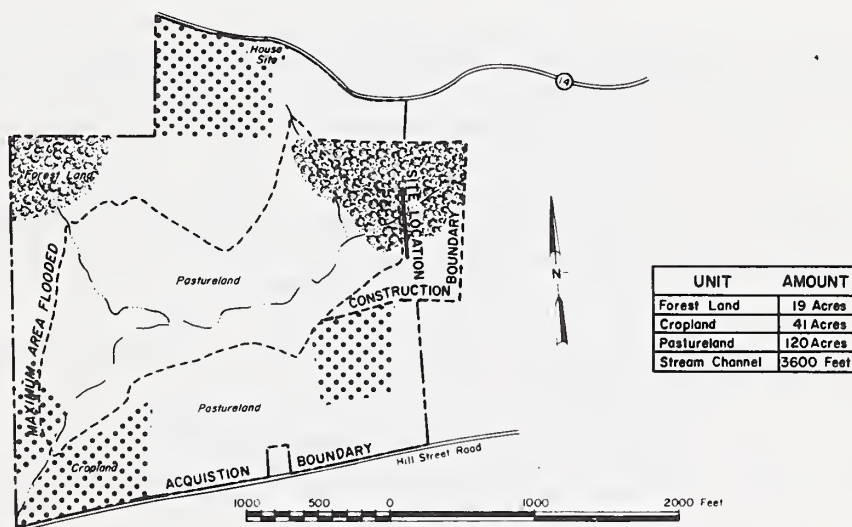 House
Site
14
Forest Land
SITE LOCATION
BOUNDARY
CONSTRUCTION
Pastureland
MAXIMUM AREA FLOODED
N
UNIT AMOUNT
Forest Land 19 Acres
Cropland 41 Acres
Pastureland 120 Acres
Stream Channel 3600 Feet
Pastureland
Cropland
ACQUISTION BOUNDARY
Hill Street Road
1000 500 0 1000 2000 Feet